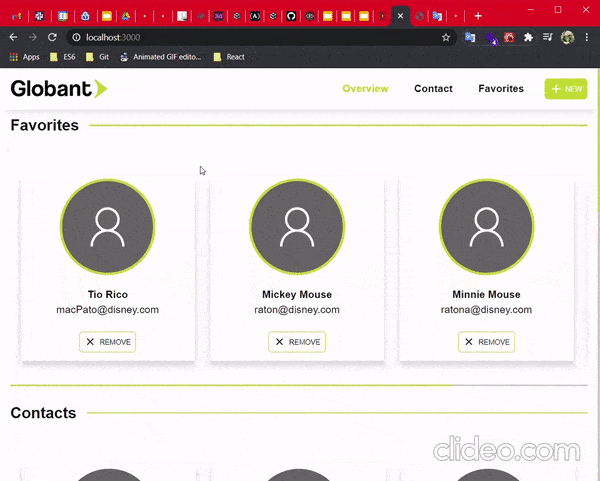 localhost:3000
Apps ES6 Git Animated GIF edito... React
Globant Overview Contact Favorites + NEW
Favorites
Tio Rico Mickey Mouse Minnie Mouse
macPato@disney.com raton@disney.com ratona@disney.com
REMOVE REMOVE REMOVE
Contacts
clideo.com